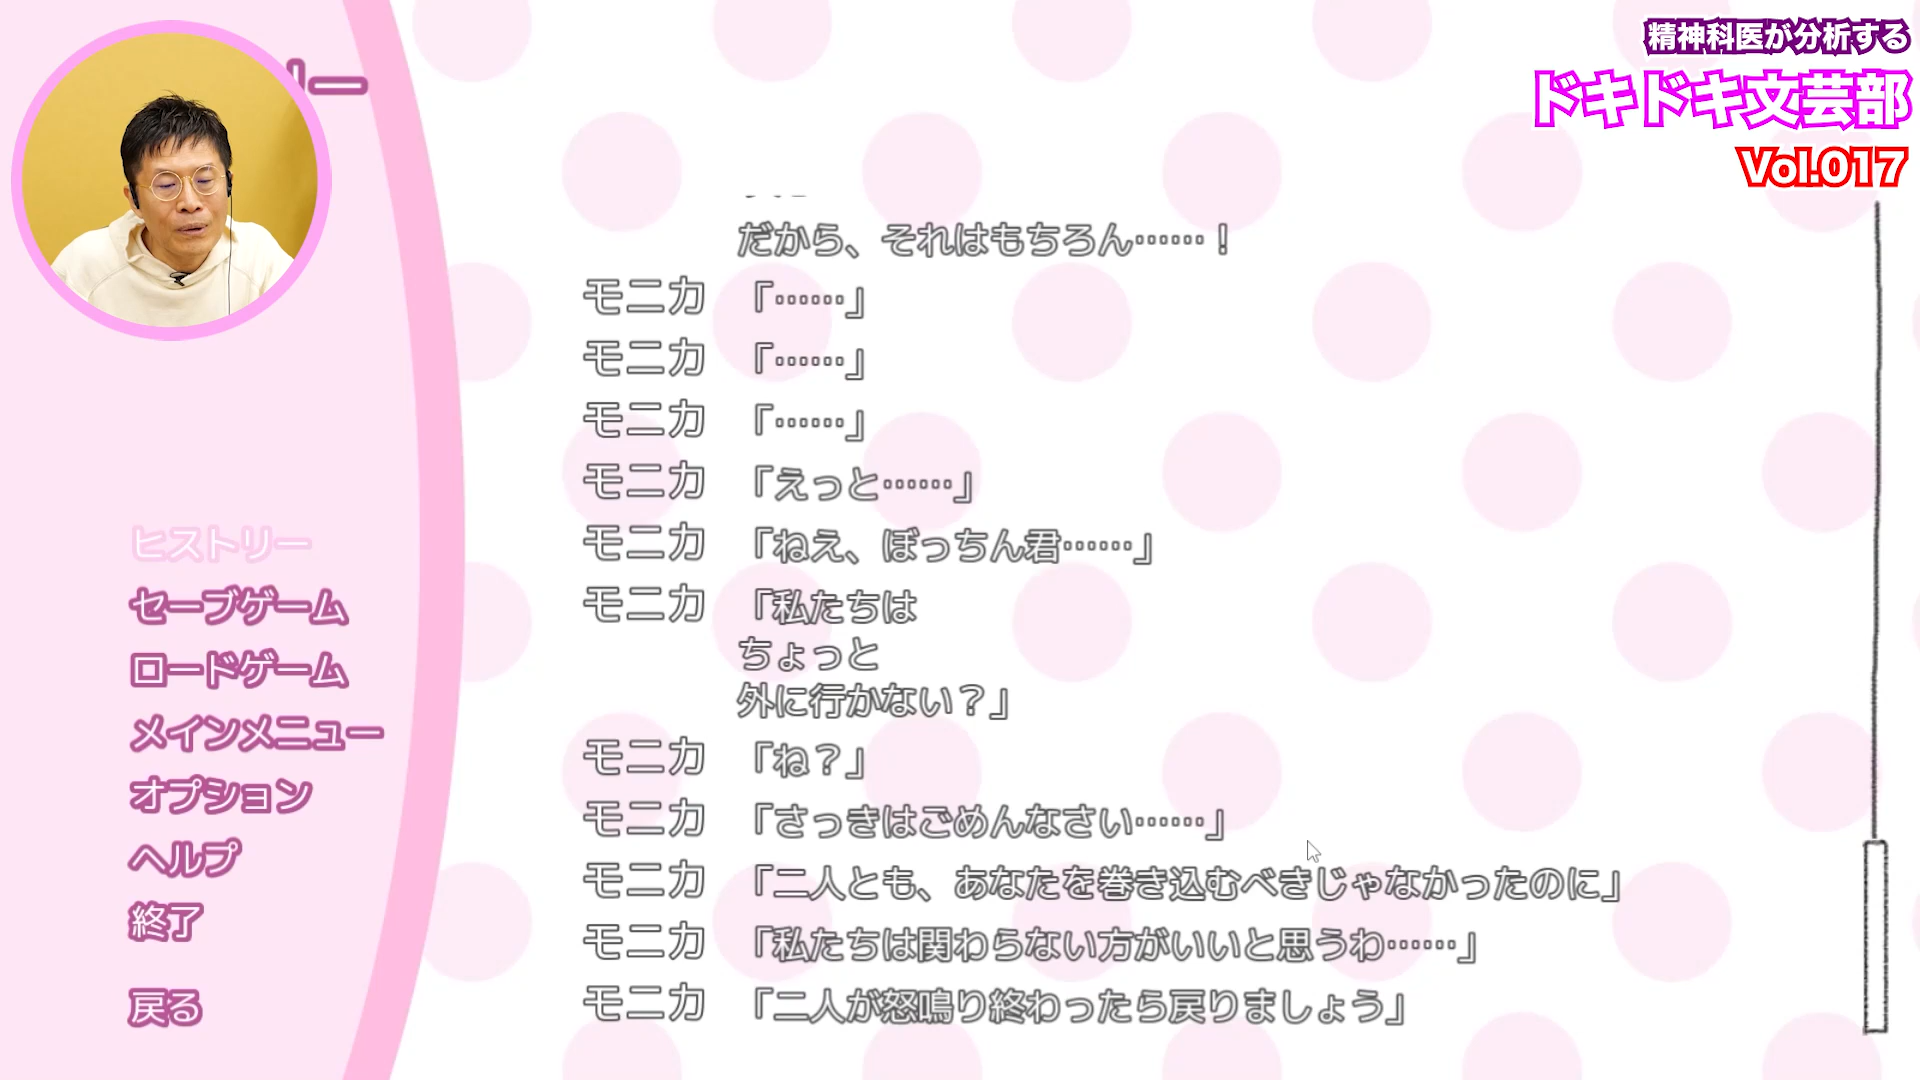 精神科医が分析する
ドキドキ文芸部
Vol.017
リー
だから、それはもちろん……！
モニカ 「……」
モニカ 「……」
モニカ 「……」
モニカ 「えっと……」
モニカ 「ねえ、ぼっちん君……」
モニカ 「私たちは
ちょっと
外に行かない？」
モニカ 「ね？」
モニカ 「さっきはごめんなさい……」
モニカ 「二人とも、あなたを巻き込むべきじゃなかったのに」
モニカ 「私たちは関わらない方がいいと思うわ……」
モニカ 「二人が怒鳴り終わったら戻りましょう」
ヒストリー
セーブゲーム
ロードゲーム
メインメニュー
オプション
ヘルプ
終了
戻る